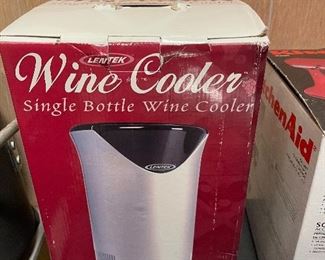 LENTEK
Wine Cooler
Single Bottle Wine Cooler
LENTEK
chenAid